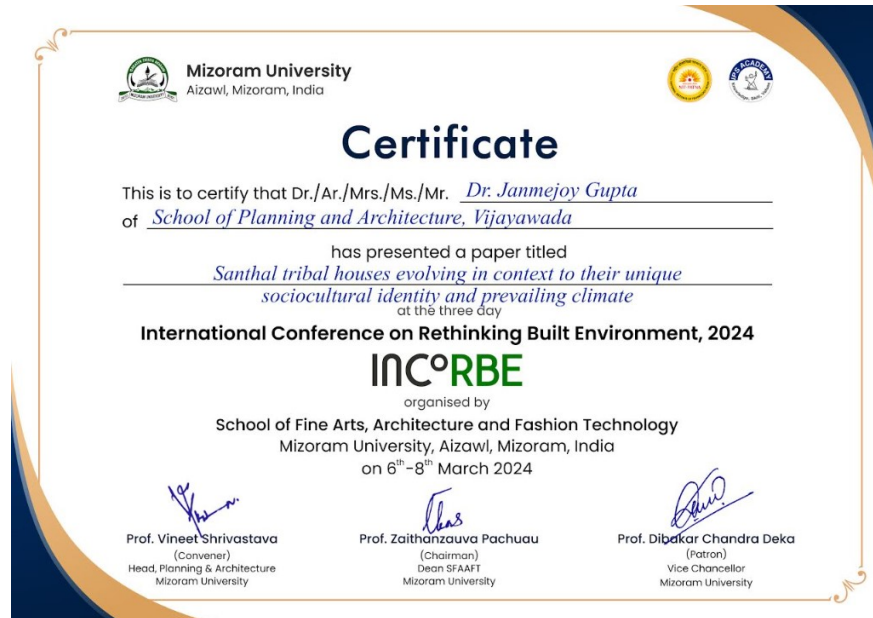 Mizoram University
Aizawl, Mizoram, India
IPS ACADEMY
Certificate
This is to certify that Dr./Ar./Mrs./Ms./Mr. Dr. Janmejoy Gupta
of School of Planning and Architecture, Vijayawada
has presented a paper titled
Santhal tribal houses evolving in context to their unique
sociocultural identity and prevailing climate
at the three day
International Conference on Rethinking Built Environment, 2024
INCoRBE
organised by
School of Fine Arts, Architecture and Fashion Technology
Mizoram University, Aizawl, Mizoram, India
on 6th-8th March 2024
Prof. Vineet Shrivastava
(Convener)
Head, Planning & Architecture
Mizoram University
Prof. Zaithanzauva Pachuau
(Chairman)
Dean SFAAFT
Mizoram University
Prof. Dibakar Chandra Deka
(Patron)
Vice Chancellor
Mizoram University